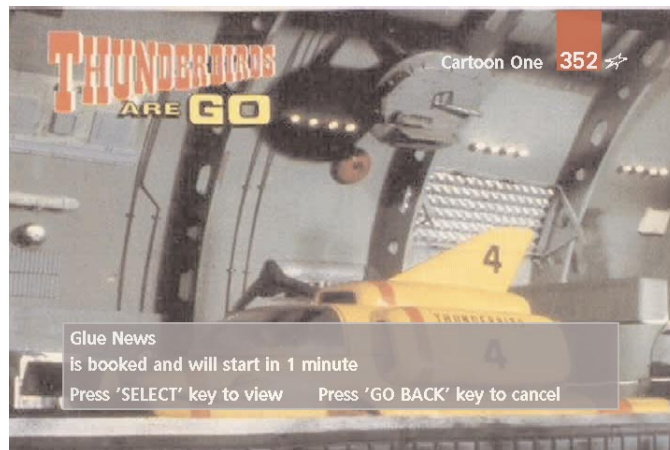 THUNDERBIRDS
ARE GO
Cartoon One 352
4
THUNDERBIRD
4
Glue News
is booked and will start in 1 minute
Press 'SELECT' key to view Press 'GO BACK' key to cancel